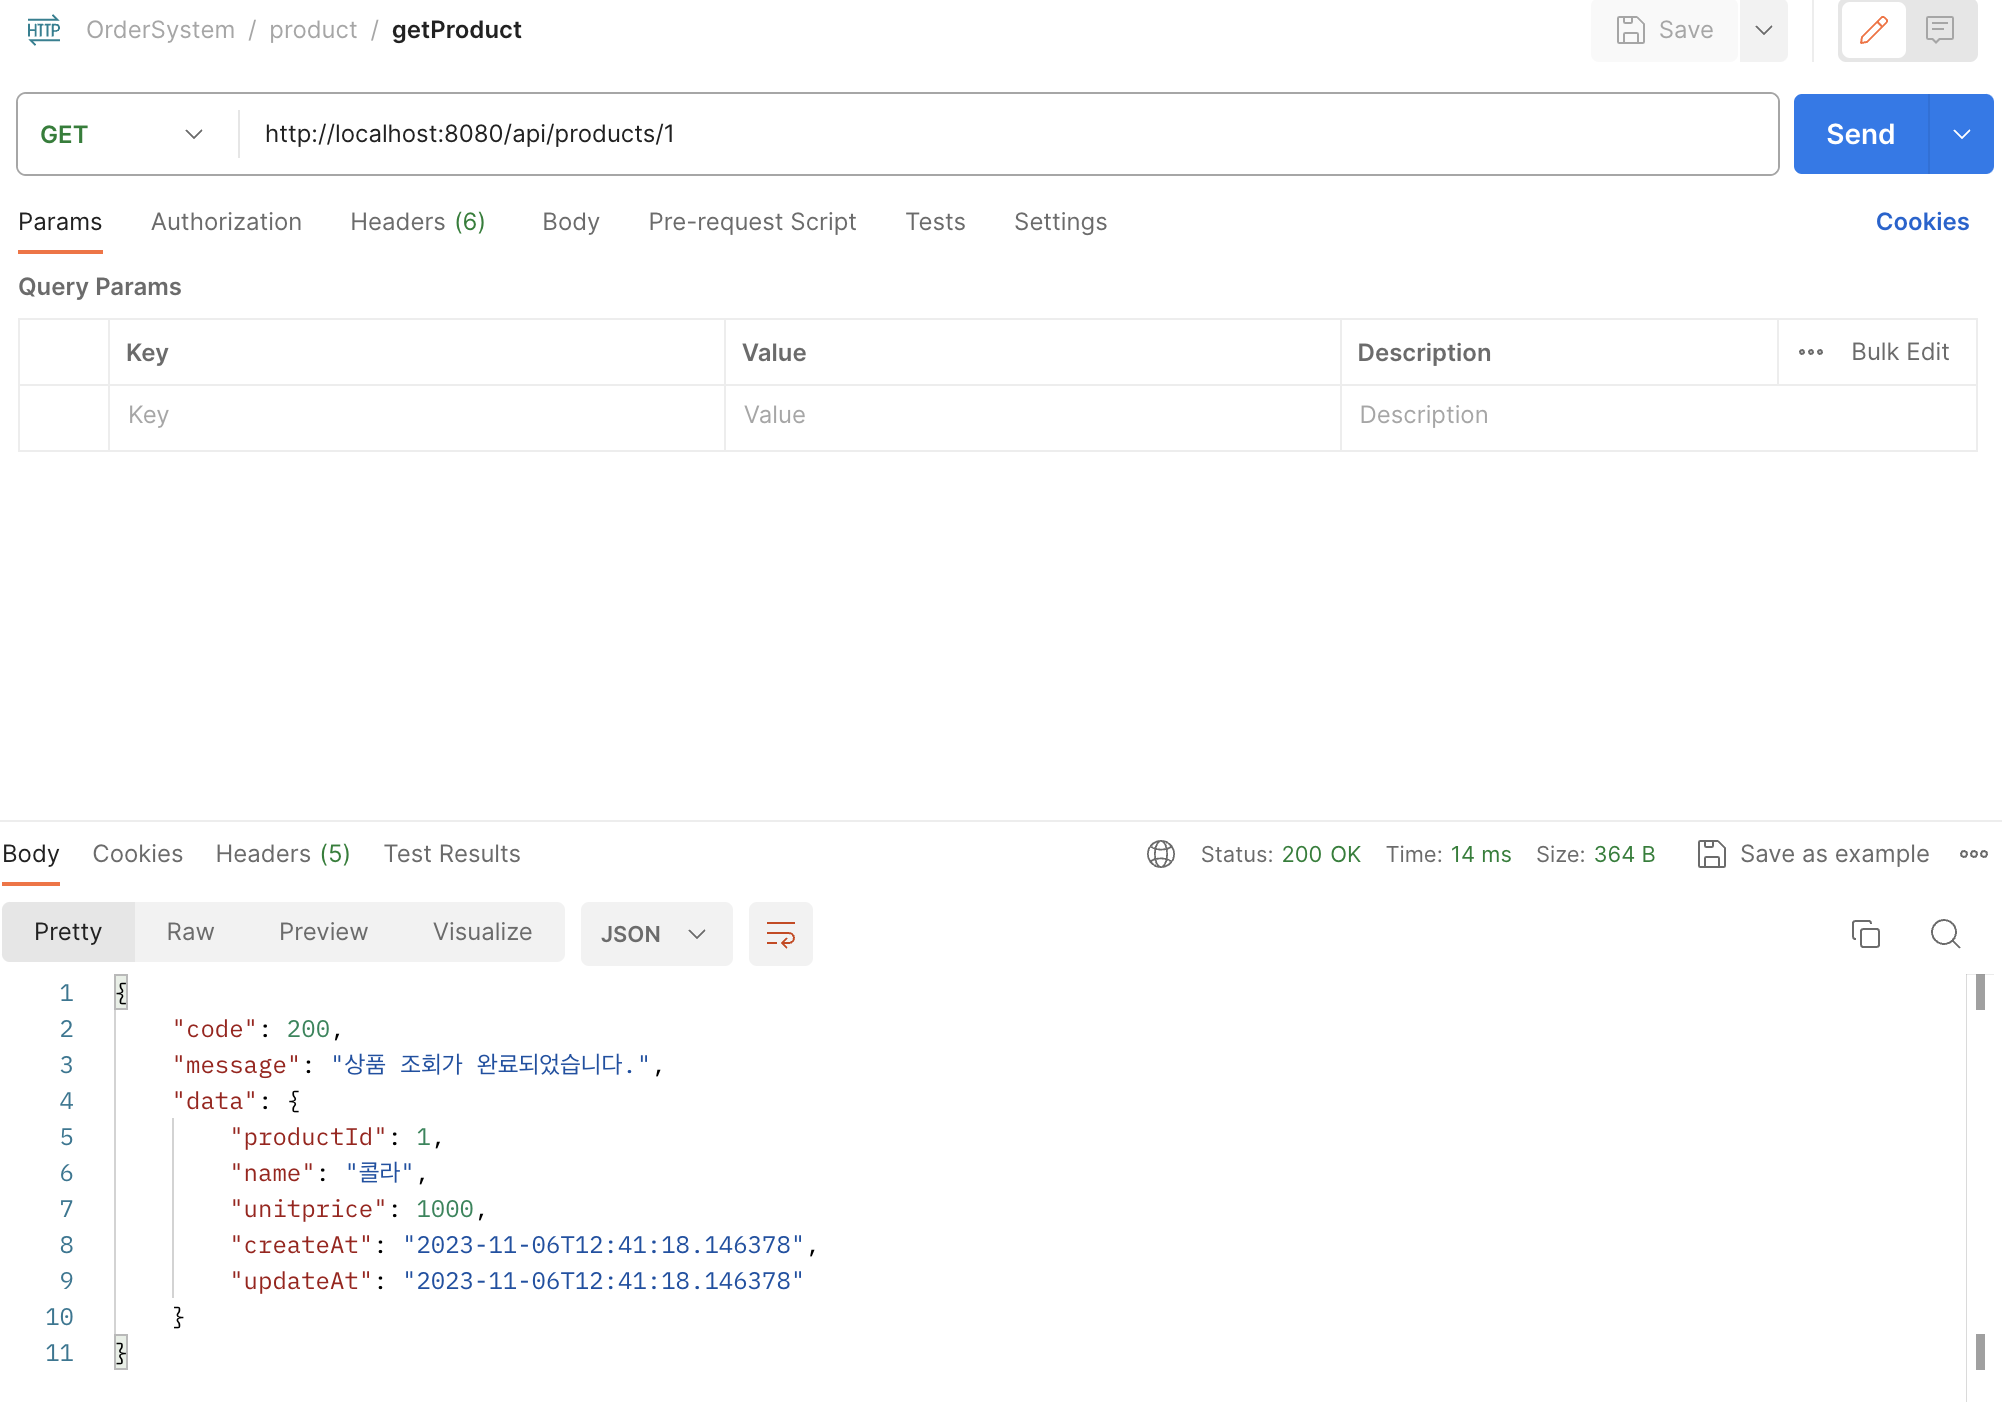 HTTP OrderSystem / product / getProduct Save
GET http://localhost:8080/api/products/1 Send
Params Authorization Headers (6) Body Pre-request Script Tests Settings Cookies
Query Params
Key Value Description Bulk Edit
Key Value Description
Body Cookies Headers (5) Test Results Status: 200 OK Time: 14 ms Size: 364 B Save as example
Pretty Raw Preview Visualize JSON
1 {
2 "code": 200,
3 "message": "상품 조회가 완료되었습니다.",
4 "data": {
5 "productId": 1,
6 "name": "콜라",
7 "unitprice": 1000,
8 "createAt": "2023-11-06T12:41:18.146378",
9 "updateAt": "2023-11-06T12:41:18.146378"
10 }
11 }